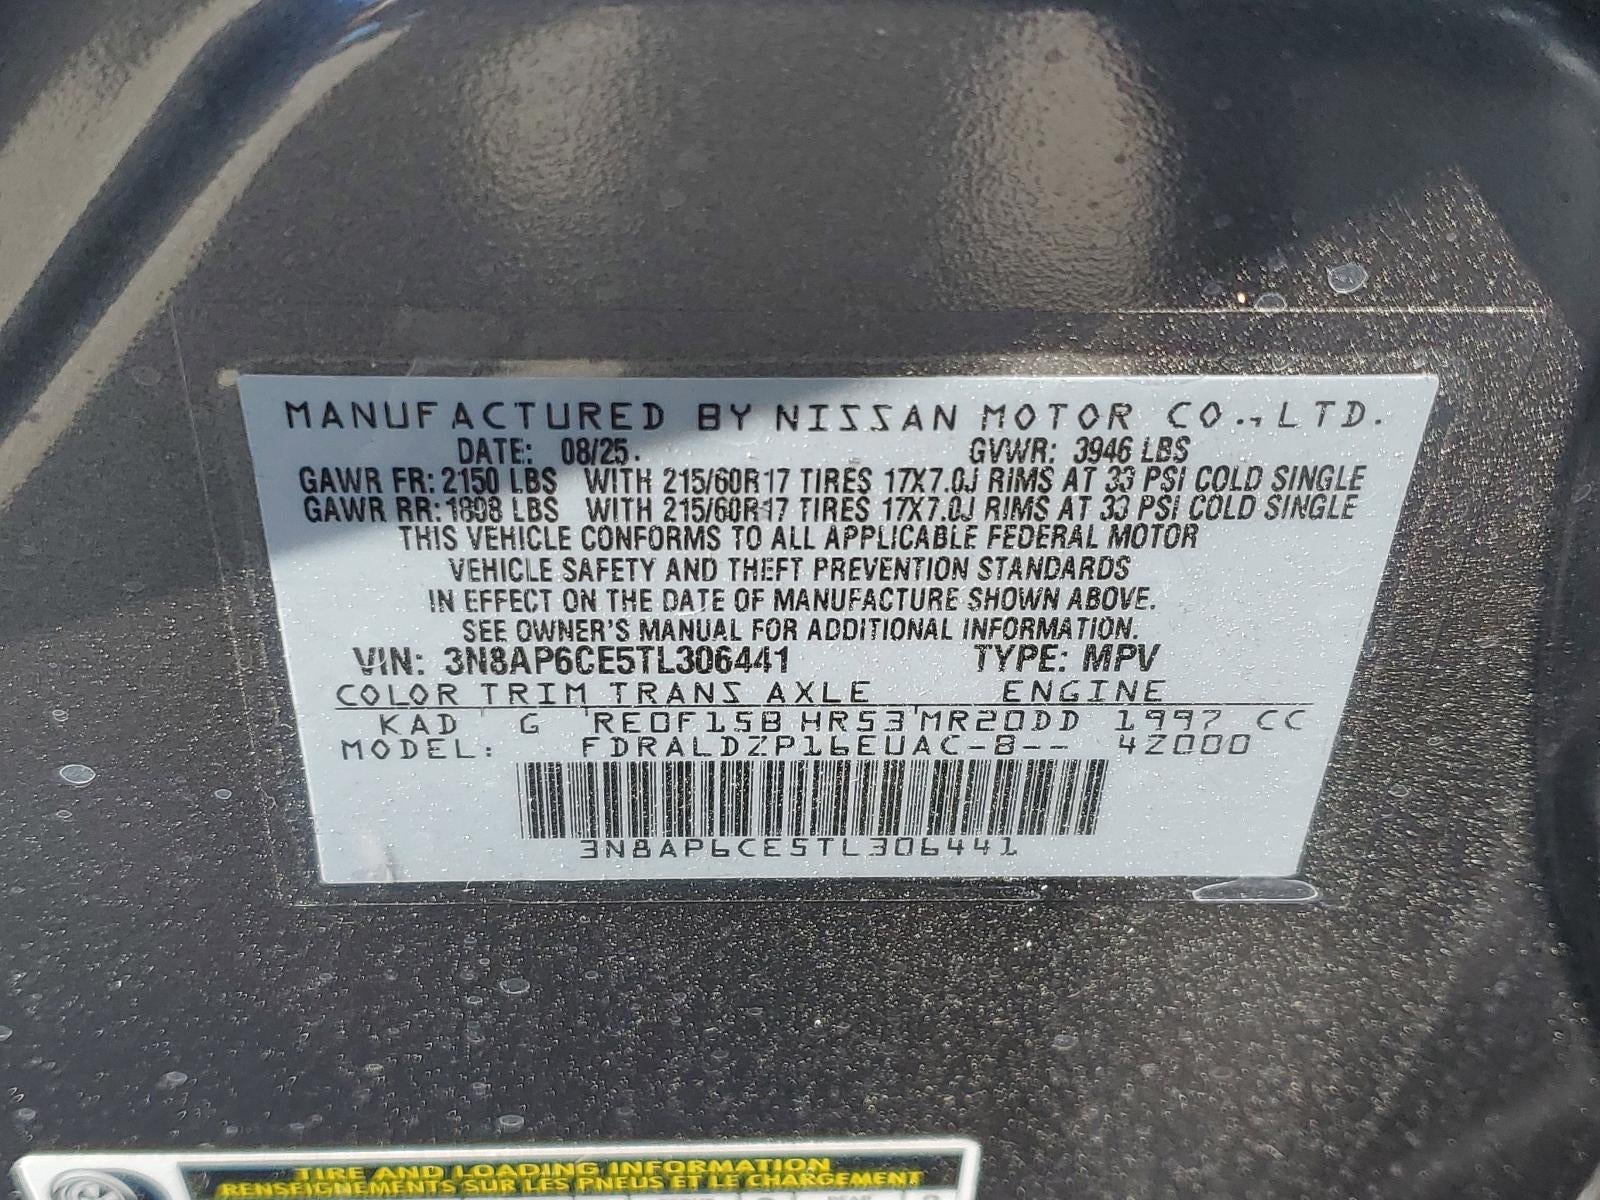 MANUFACTURED BY NISSAN MOTOR CO., LTD.
DATE: 08/25. GVWR: 3946 LBS
GAWR FR: 2150 LBS WITH 215/60R17 TIRES 17X7.0J RIMS AT 33 PSI COLD SINGLE
GAWR RR: 1898 LBS WITH 215/60R17 TIRES 17X7.0J RIMS AT 33 PSI COLD SINGLE
THIS VEHICLE CONFORMS TO ALL APPLICABLE FEDERAL MOTOR
VEHICLE SAFETY AND THEFT PREVENTION STANDARDS
IN EFFECT ON THE DATE OF MANUFACTURE SHOWN ABOVE.
SEE OWNER'S MANUAL FOR ADDITIONAL INFORMATION.
VIN: 3N8AP6CE5TL306441 TYPE: MPV
COLOR TRIM TRANS AXLE ENGINE
KAD G RE0F15B HR53 MR20DD 1997 CC
MODEL: FDRALDZP16EUAC-B-- 4Z000
3N8AP6CE5TL306441
TIRE AND LOADING INFORMATION
RENSEIGNEMENTS SUR LES PNEUS ET LE CHARGEMENT